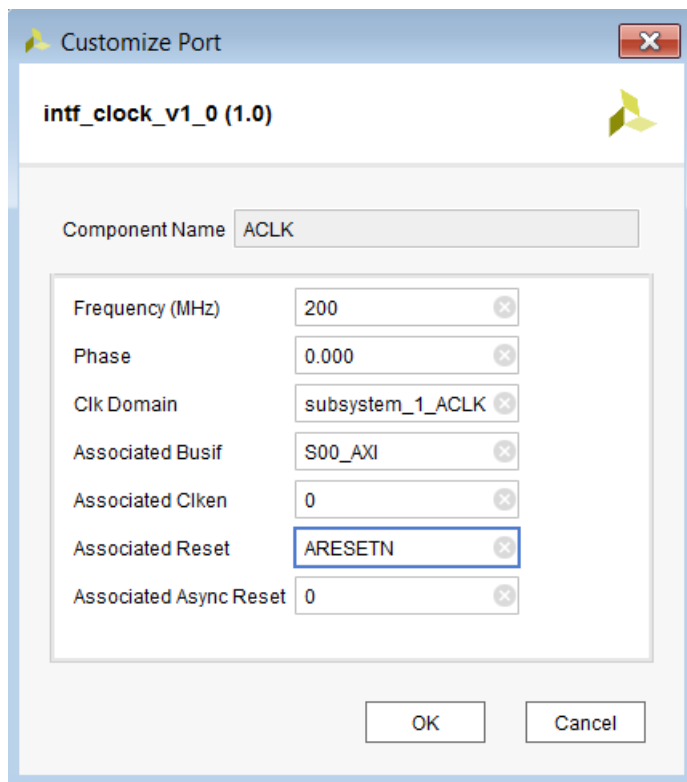 Customize Port
intf_clock_v1_0 (1.0)
Component Name ACLK
Frequency (MHz) 200
Phase 0.000
Clk Domain subsystem_1_ACLK
Associated Busif S00_AXI
Associated Clken 0
Associated Reset ARESETN
Associated Async Reset 0
OK Cancel